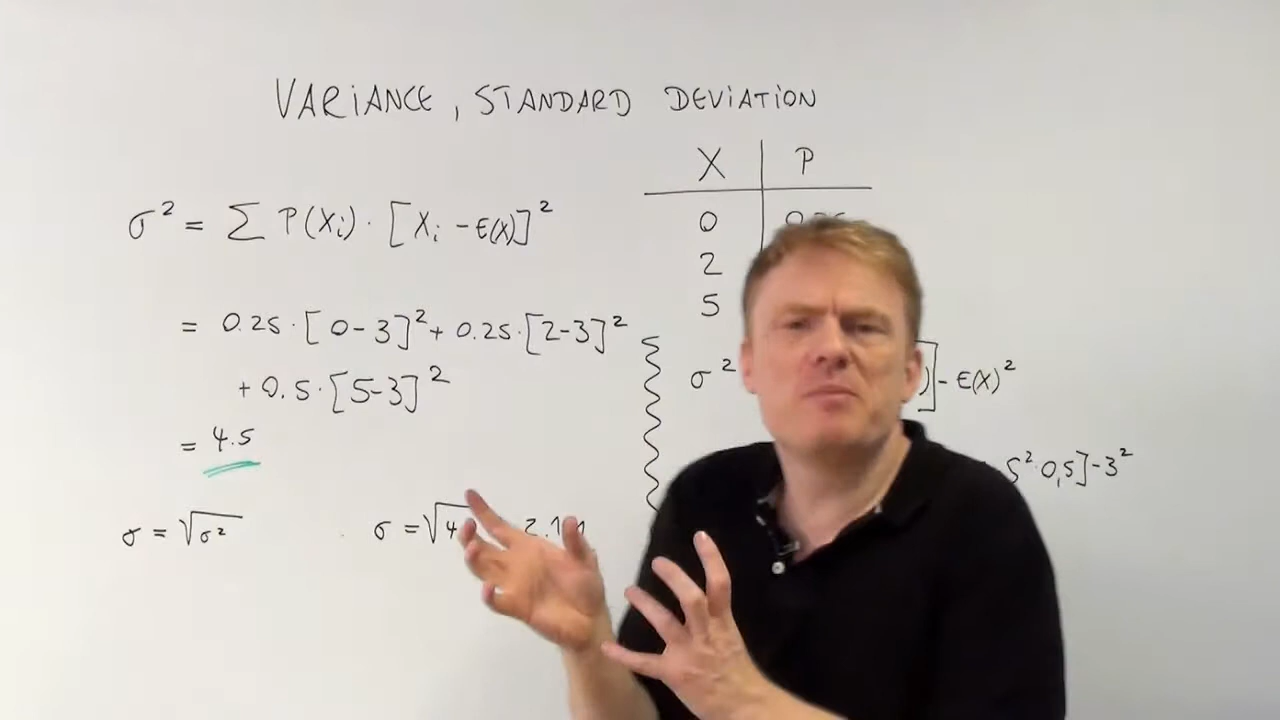 VARIANCE, STANDARD DEVIATION
X P
0
2
5
σ² = Σ P(Xi) · [Xi - E(X)]²
= 0.25 · [0-3]² + 0.25 · [2-3]²
+ 0.5 · [5-3]²
= 4.5
σ = √σ²
σ = √4
σ²
)] - E(X)²
5² · 0,5] - 3²